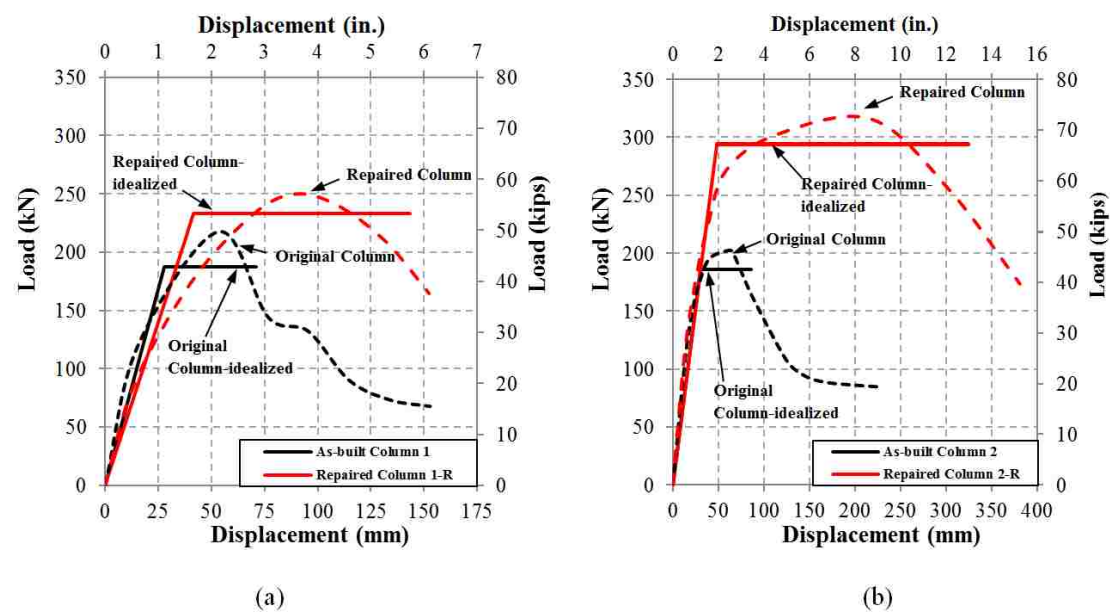 (a)
Displacement (in.)
0 1 2 3 4 5 6 7
350 300 250 200 150 100 50 0
Load (kN)
80 70 60 50 40 30 20 10 0
Load (kips)
Repaired Column-
idealized
Repaired Column
Original
Column
Original
Column-idealized
As-built Column 1
Repaired Column 1-R
0 25 50 75 100 125 150 175
Displacement (mm)
(a)
(b)
Displacement (in.)
0 2 4 6 8 10 12 14 16
350 300 250 200 150 100 50 0
Load (kN)
80 70 60 50 40 30 20 10 0
Load (kips)
Repaired
Column
Repaired Column-
idealized
Original Column
Original
Column-idealized
As-built Column 2
Repaired Column 2-R
0 50 100 150 200 250 300 350 400
Displacement (mm)
(b)